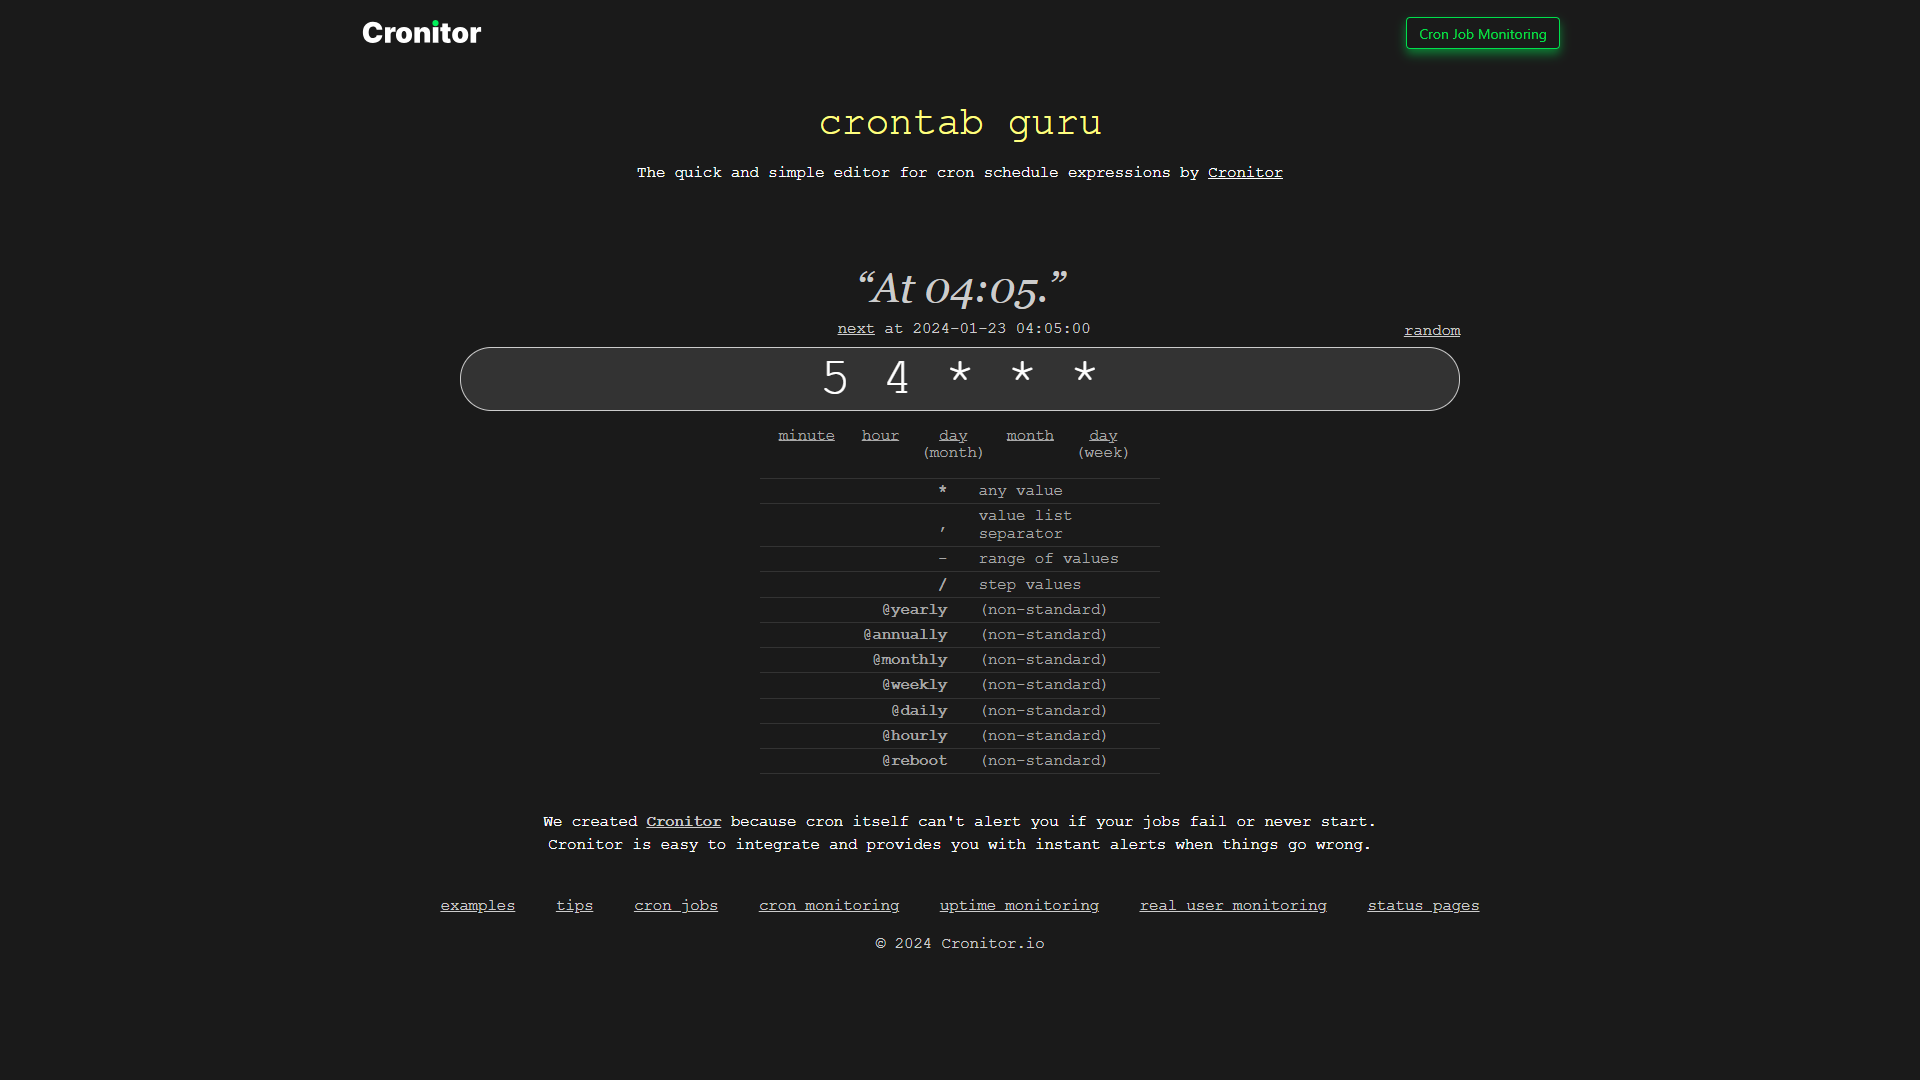 Cronitor
Cron Job Monitoring
crontab guru
The quick and simple editor for cron schedule expressions by Cronitor
“At 04:05.”
next at 2024-01-23 04:05:00
random
5 4 * * *
minute hour day (month) month day (week)
* any value
, value list separator
- range of values
/ step values
@yearly (non-standard)
@annually (non-standard)
@monthly (non-standard)
@weekly (non-standard)
@daily (non-standard)
@hourly (non-standard)
@reboot (non-standard)
We created Cronitor because cron itself can't alert you if your jobs fail or never start.
Cronitor is easy to integrate and provides you with instant alerts when things go wrong.
examples tips cron jobs cron monitoring uptime monitoring real user monitoring status pages
© 2024 Cronitor.io